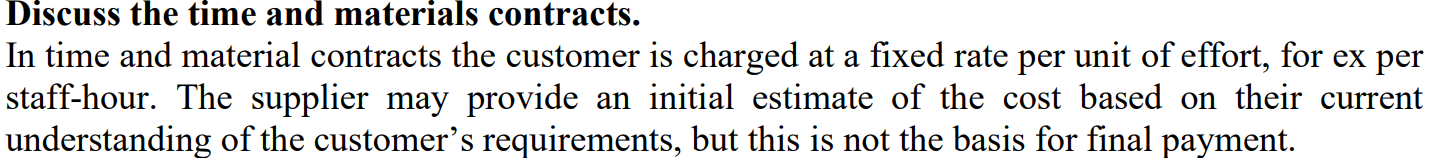 Discuss the time and materials contracts.
In time and material contracts the customer is charged at a fixed rate per unit of effort, for ex per
staff-hour. The supplier may provide an initial estimate of the cost based on their current
understanding of the customer’s requirements, but this is not the basis for final payment.